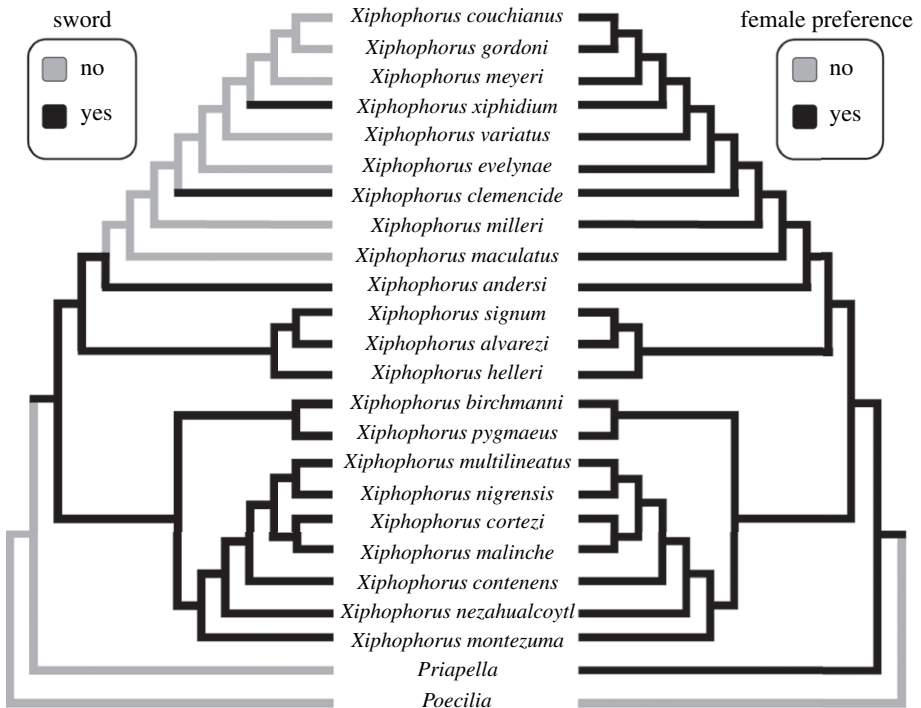 sword
no
yes
female preference
no
yes
Xiphophorus couchianus
Xiphophorus gordoni
Xiphophorus meyeri
Xiphophorus xiphidium
Xiphophorus variatus
Xiphophorus evelynae
Xiphophorus clemencide
Xiphophorus milleri
Xiphophorus maculatus
Xiphophorus andersi
Xiphophorus signum
Xiphophorus alvarezi
Xiphophorus helleri
Xiphophorus birchmanni
Xiphophorus pygmaeus
Xiphophorus multilineatus
Xiphophorus nigrensis
Xiphophorus cortezi
Xiphophorus malinche
Xiphophorus contenens
Xiphophorus nezahualcoytl
Xiphophorus montezuma
Priapella
Poecilia